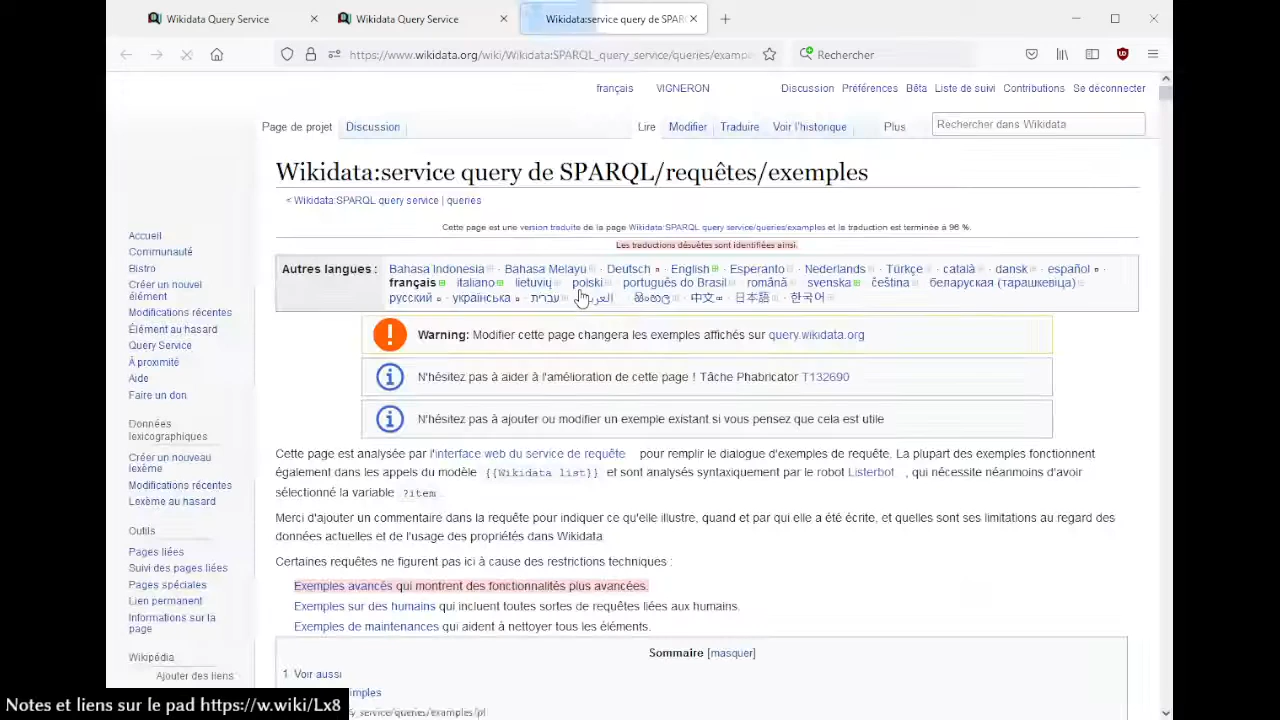 Wikidata Query Service
Wikidata Query Service
Wikidata:service query de SPAR
https://www.wikidata.org/wiki/Wikidata:SPARQL_query_service/queries/examp
Rechercher
français VIGNERON Discussion Préférences Bêta Liste de suivi Contributions Se déconnecter
Page de projet Discussion Lire Modifier Traduire Voir l'historique Plus Rechercher dans Wikidata
Wikidata:service query de SPARQL/requêtes/exemples
< Wikidata:SPARQL query service | queries
Cette page est une version traduite de la page Wikidata:SPARQL query service/queries/examples et la traduction est terminée à 96 %.
Les traductions désuètes sont identifiées ainsi.
Autres langues : Bahasa Indonesia · Bahasa Melayu · Deutsch · English · Esperanto · Nederlands · Türkçe · català · dansk · español ·
français · italiano · lietuvių · polski · português do Brasil · română · svenska · čeština · беларуская (тарашкевіца) ·
русский · українська · עברית · العربية · සිංහල · 中文 · 日本語 · 한국어
Warning: Modifier cette page changera les exemples affichés sur query.wikidata.org
N'hésitez pas à aider à l'amélioration de cette page ! Tâche Phabricator T132690
N'hésitez pas à ajouter ou modifier un exemple existant si vous pensez que cela est utile
Cette page est analysée par l'interface web du service de requête pour remplir le dialogue d'exemples de requête. La plupart des exemples fonctionnent
également dans les appels du modèle {{Wikidata list}} et sont analysés syntaxiquement par le robot Listerbot , qui nécessite néanmoins d'avoir
sélectionné la variable ?item.
Merci d'ajouter un commentaire dans la requête pour indiquer ce qu'elle illustre, quand et par qui elle a été écrite, et quelles sont ses limitations au regard des
données actuelles et de l'usage des propriétés dans Wikidata
Certaines requêtes ne figurent pas ici à cause des restrictions techniques :
Exemples avancés qui montrent des fonctionnalités plus avancées.
Exemples sur des humains qui incluent toutes sortes de requêtes liées aux humains.
Exemples de maintenances qui aident à nettoyer tous les éléments.
Sommaire [masquer]
1 Voir aussi
imples
_service/queries/examples/pl
Accueil
Communauté
Bistro
Créer un nouvel
élément
Modifications récentes
Élément au hasard
Query Service
À proximité
Aide
Faire un don
Données
lexicographiques
Créer un nouveau
lexème
Modifications récentes
Lexème au hasard
Outils
Pages liées
Suivi des pages liées
Pages spéciales
Lien permanent
Informations sur la
page
Wikipédia
Ajouter des liens
Notes et liens sur le pad https://w.wiki/Lx8